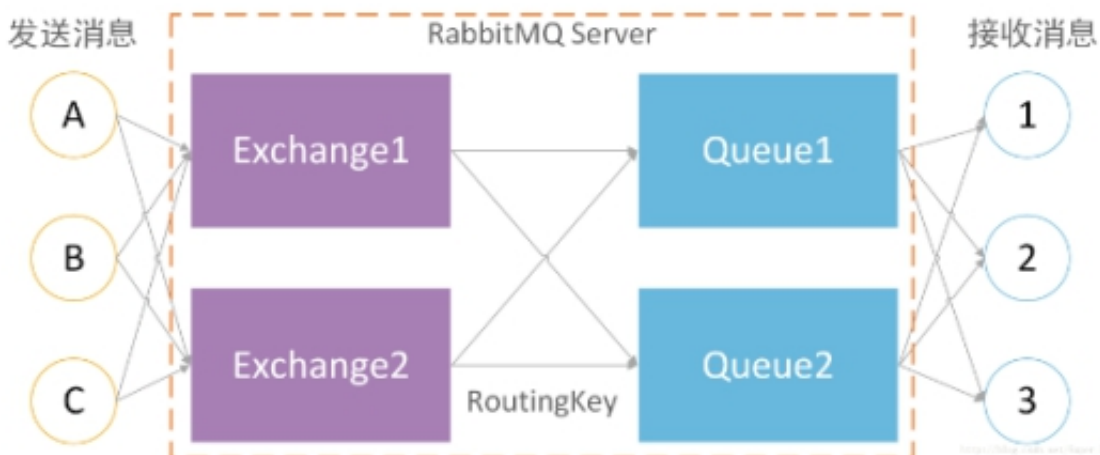 发送消息
RabbitMQ Server
接收消息
A
Exchange1
Queue1
1
B
2
Exchange2
Queue2
C
RoutingKey
3